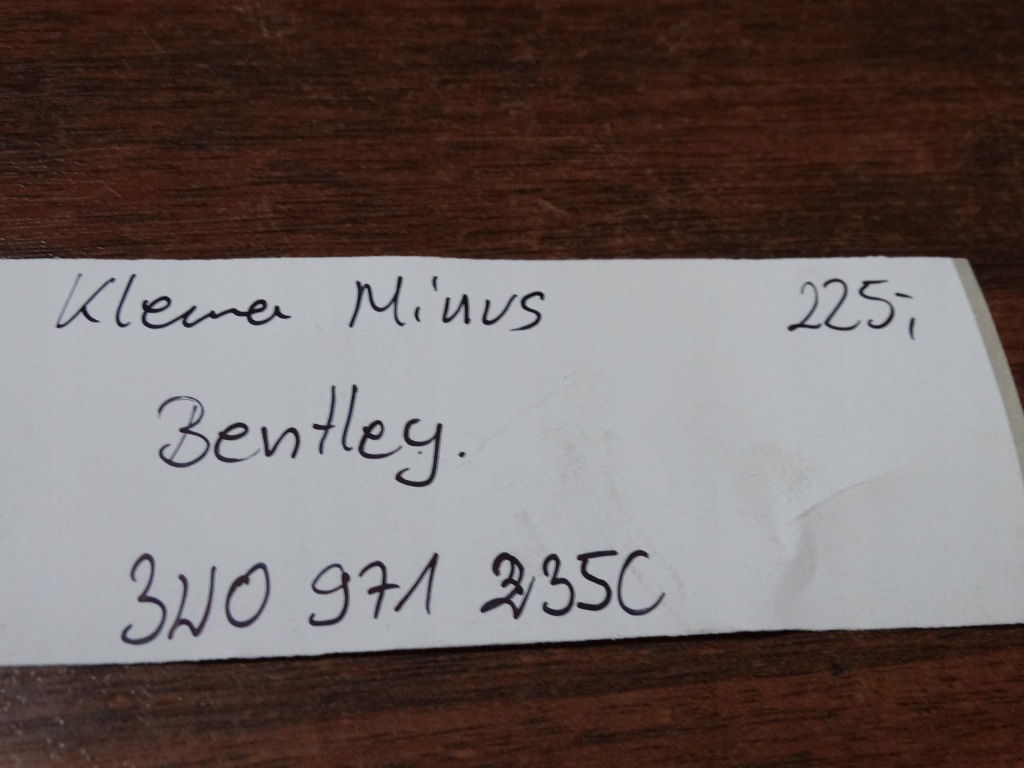 Klema Minus 225,-
Bentley.
3W0 971 235C